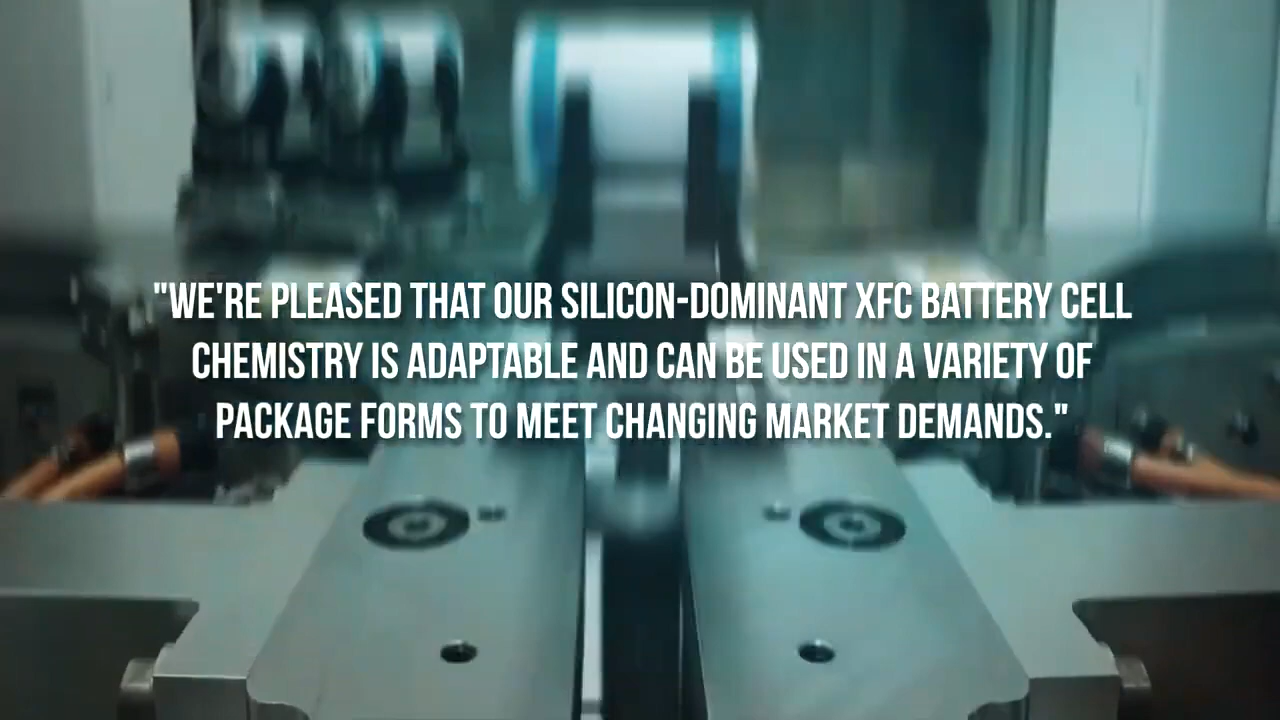 "WE'RE PLEASED THAT OUR SILICON-DOMINANT XFC BATTERY CELL
CHEMISTRY IS ADAPTABLE AND CAN BE USED IN A VARIETY OF
PACKAGE FORMS TO MEET CHANGING MARKET DEMANDS."